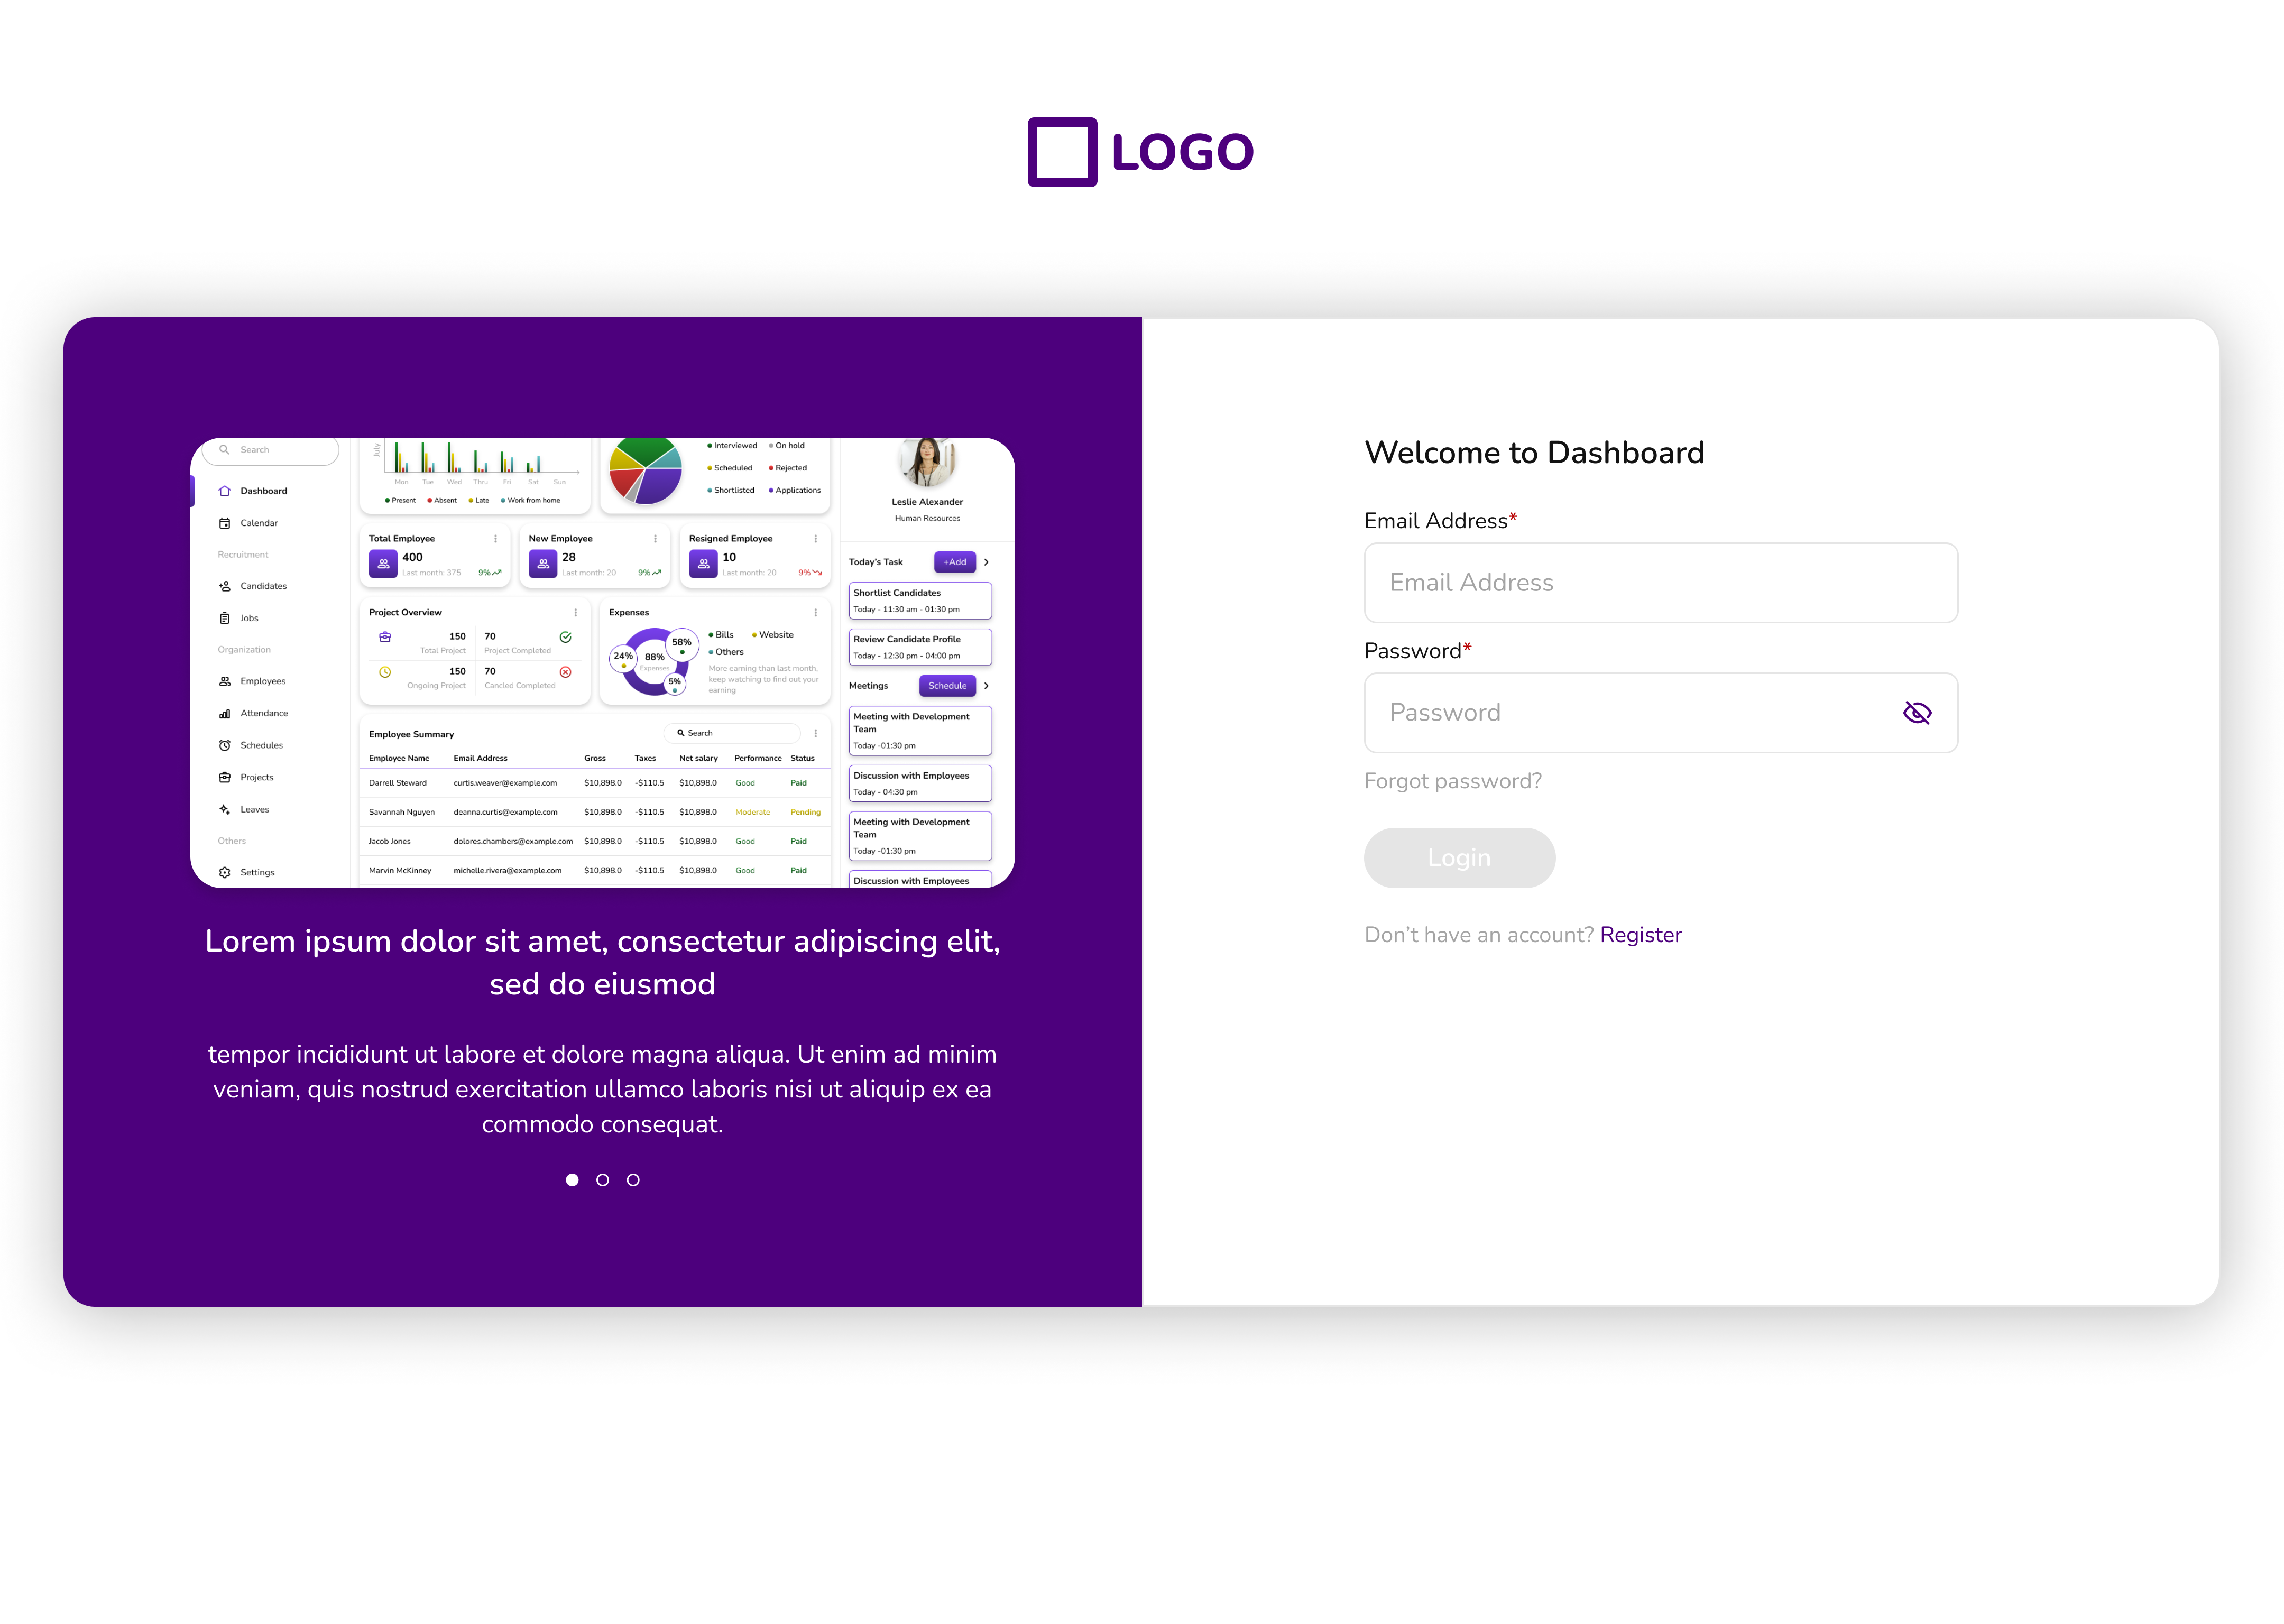 LOGO
Search
Dashboard
Calendar
Recruitment
Candidates
Jobs
Organization
Employees
Attendance
Schedules
Projects
Leaves
Others
Settings
July
Mon Tue Wed Thru Fri Sat Sun
Present Absent Late Work from home
Interviewed On hold
Scheduled Rejected
Shortlisted Applications
Total Employee
400
Last month: 375 9%
New Employee
28
Last month: 20 9%
Resigned Employee
10
Last month: 20 9%
Project Overview
150 70
Total Project Project Completed
150 70
Ongoing Project Cancled Completed
Expenses
58%
24%
88%
Expenses
5%
Bills Website
Others
More earning than last month,
keep watching to find out your
earning
Employee Summary Search
Employee Name Email Address Gross Taxes Net salary Performance Status
Darrell Steward curtis.weaver@example.com $10,898.0 -$110.5 $10,898.0 Good Paid
Savannah Nguyen deanna.curtis@example.com $10,898.0 -$110.5 $10,898.0 Moderate Pending
Jacob Jones dolores.chambers@example.com $10,898.0 -$110.5 $10,898.0 Good Paid
Marvin McKinney michelle.rivera@example.com $10,898.0 -$110.5 $10,898.0 Good Paid
Leslie Alexander
Human Resources
Today's Task +Add
Shortlist Candidates
Today - 11:30 am - 01:30 pm
Review Candidate Profile
Today - 12:30 pm - 04:00 pm
Meetings Schedule
Meeting with Development
Team
Today -01:30 pm
Discussion with Employees
Today - 04:30 pm
Meeting with Development
Team
Today -01:30 pm
Discussion with Employees
Lorem ipsum dolor sit amet, consectetur adipiscing elit,
sed do eiusmod
tempor incididunt ut labore et dolore magna aliqua. Ut enim ad minim
veniam, quis nostrud exercitation ullamco laboris nisi ut aliquip ex ea
commodo consequat.
Welcome to Dashboard
Email Address*
Email Address
Password*
Password
Forgot password?
Login
Don't have an account? Register